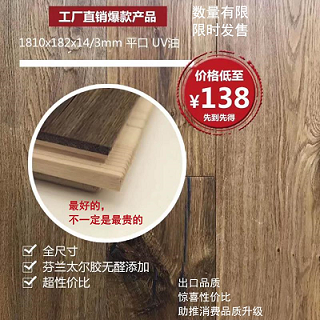 工厂直销爆款产品
数量有限
限时发售
1810x182x14/3mm 平口 UV油
价格低至
¥138
先到先得
最好的,
不一定是最贵的
全尺寸
芬兰太尔胶无醛添加
超性价比
出口品质
惊喜性价比
助推消费品质升级